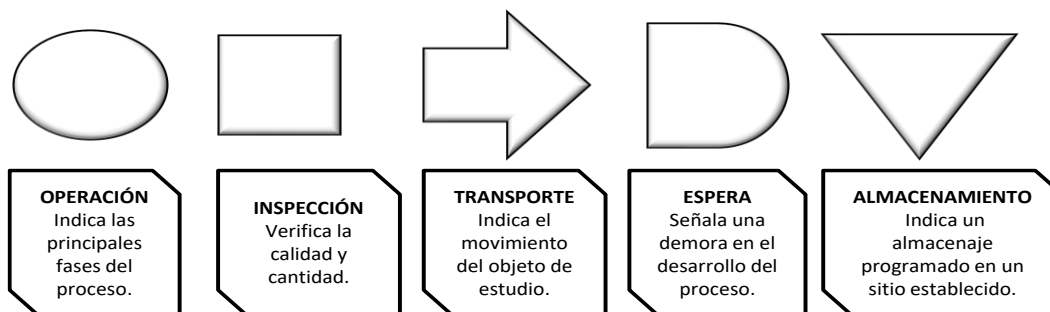 OPERACIÓN
Indica las
principales
fases del
proceso.
INSPECCIÓN
Verifica la
calidad y
cantidad.
TRANSPORTE
Indica el
movimiento
del objeto de
estudio.
ESPERA
Señala una
demora en el
desarrollo del
proceso.
ALMACENAMIENTO
Indica un
almacenaje
programado en un
sitio establecido.